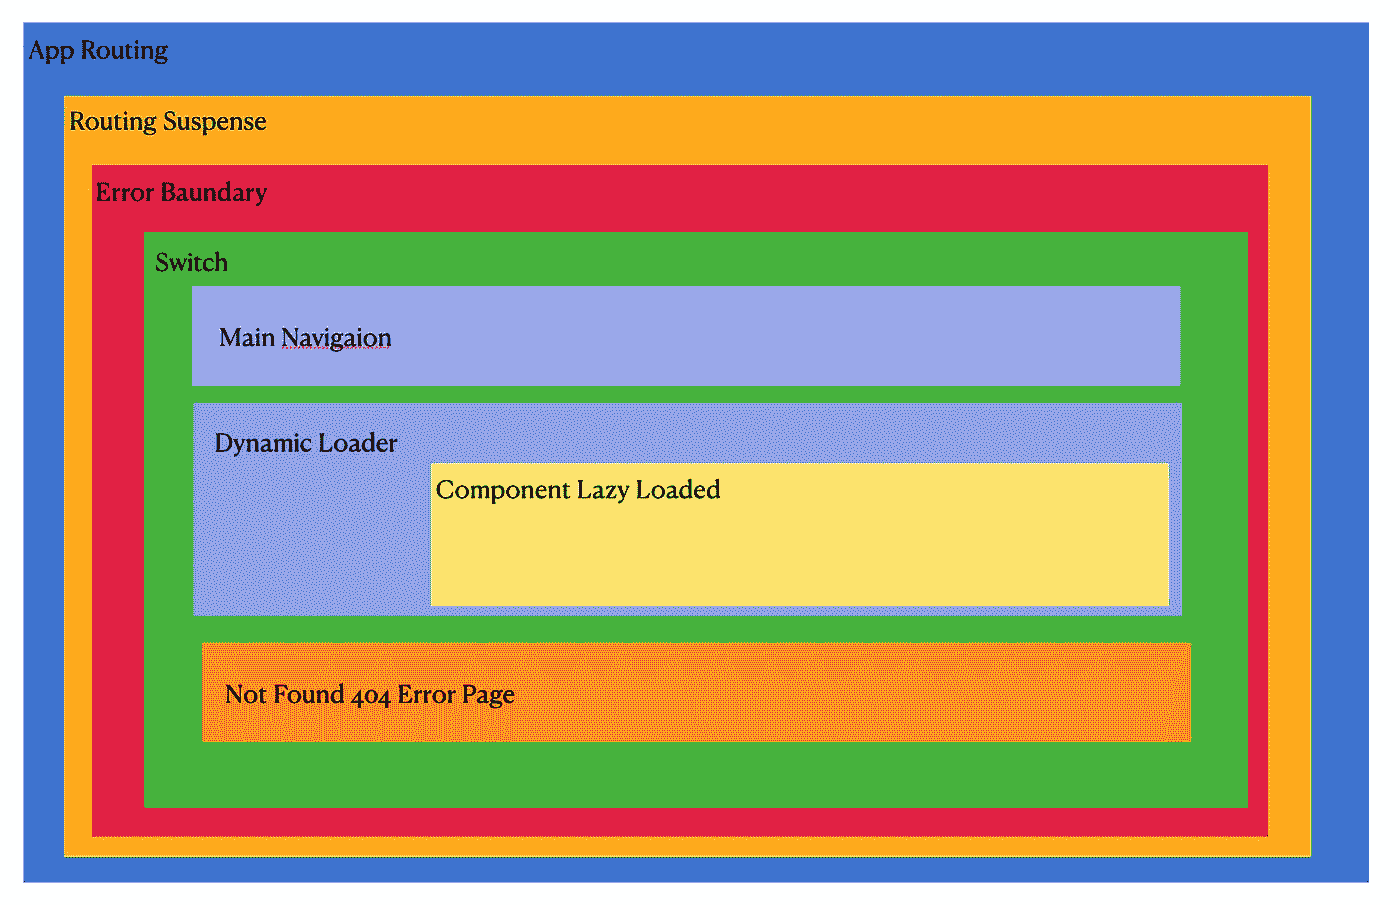 App Routing
Routing Suspense
Error Baundary
Switch
Main Navigaion
Dynamic Loader
Component Lazy Loaded
Not Found 404 Error Page